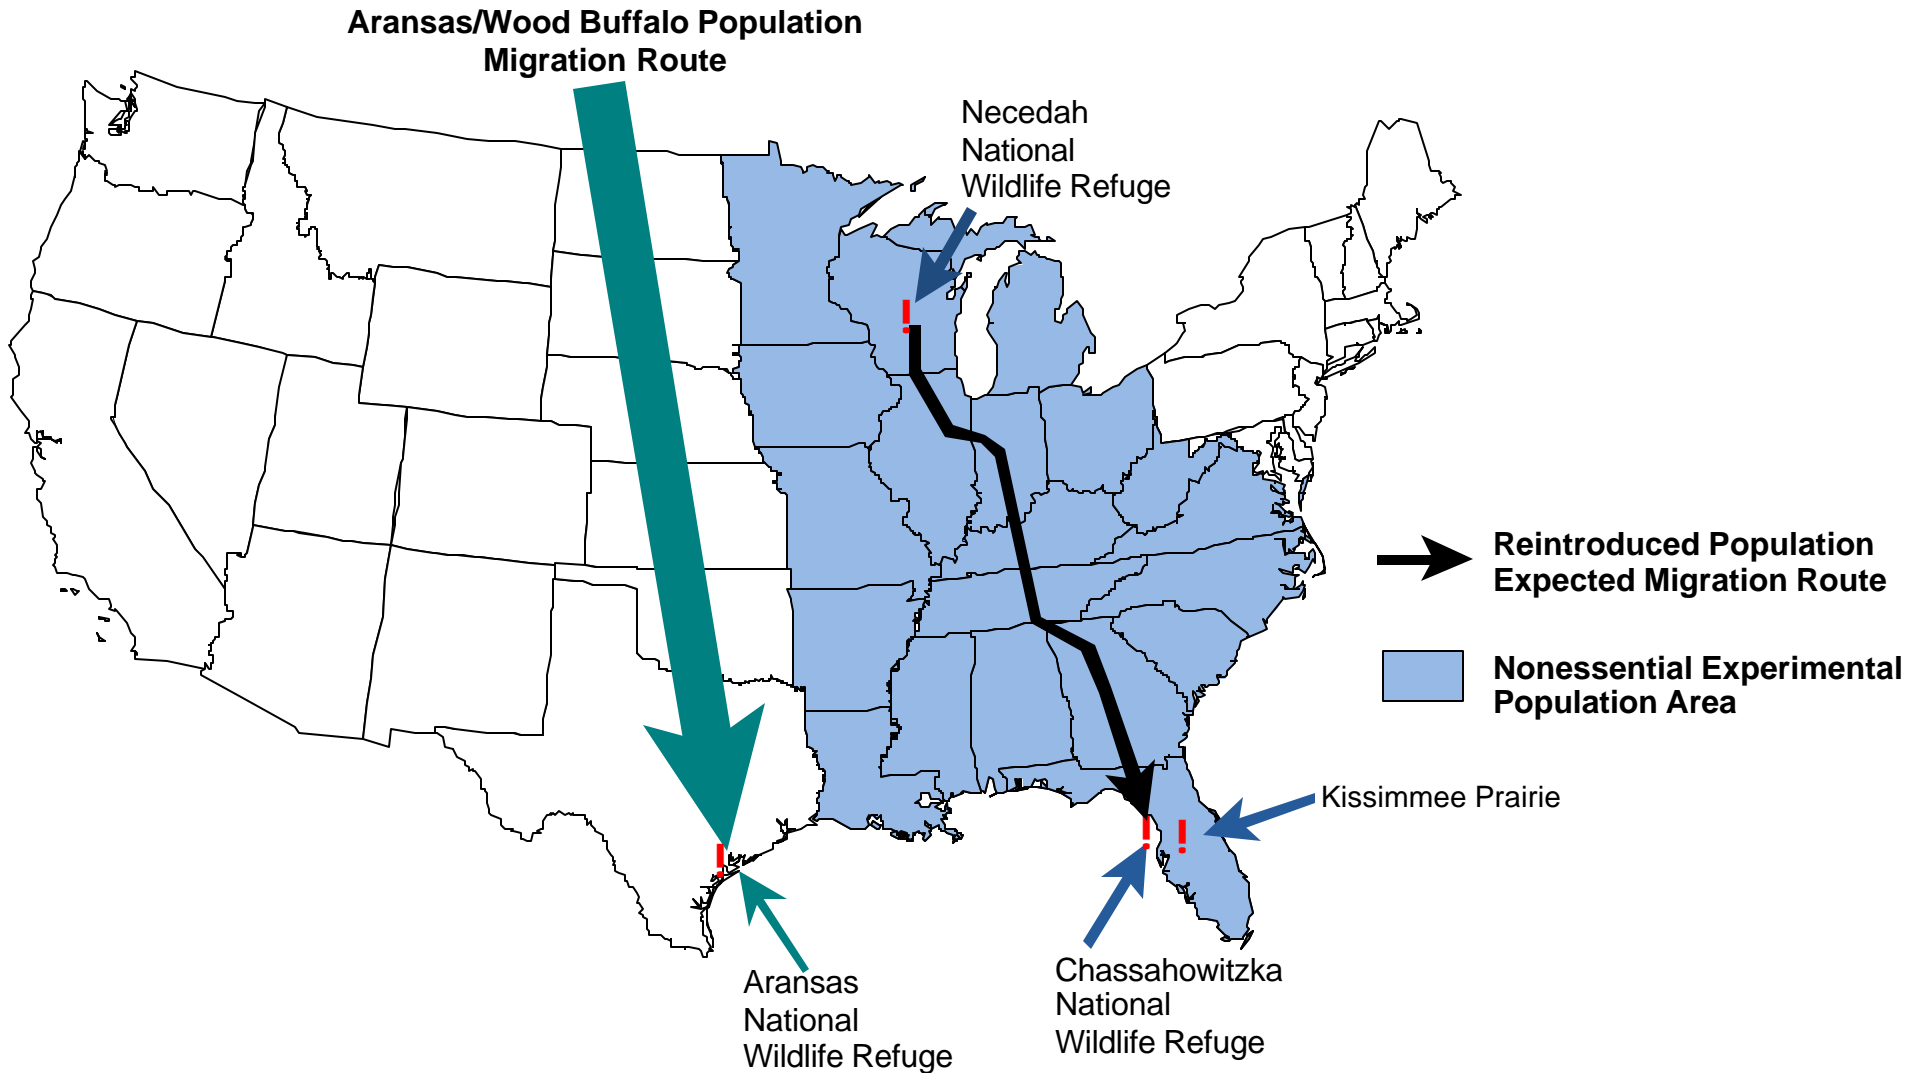 Aransas/Wood Buffalo Population
Migration Route
Necedah
National
Wildlife Refuge
Reintroduced Population
Expected Migration Route
Nonessential Experimental
Population Area
Kissimmee Prairie
Chassahowitzka
National
Wildlife Refuge
Aransas
National
Wildlife Refuge
!
!
!
!